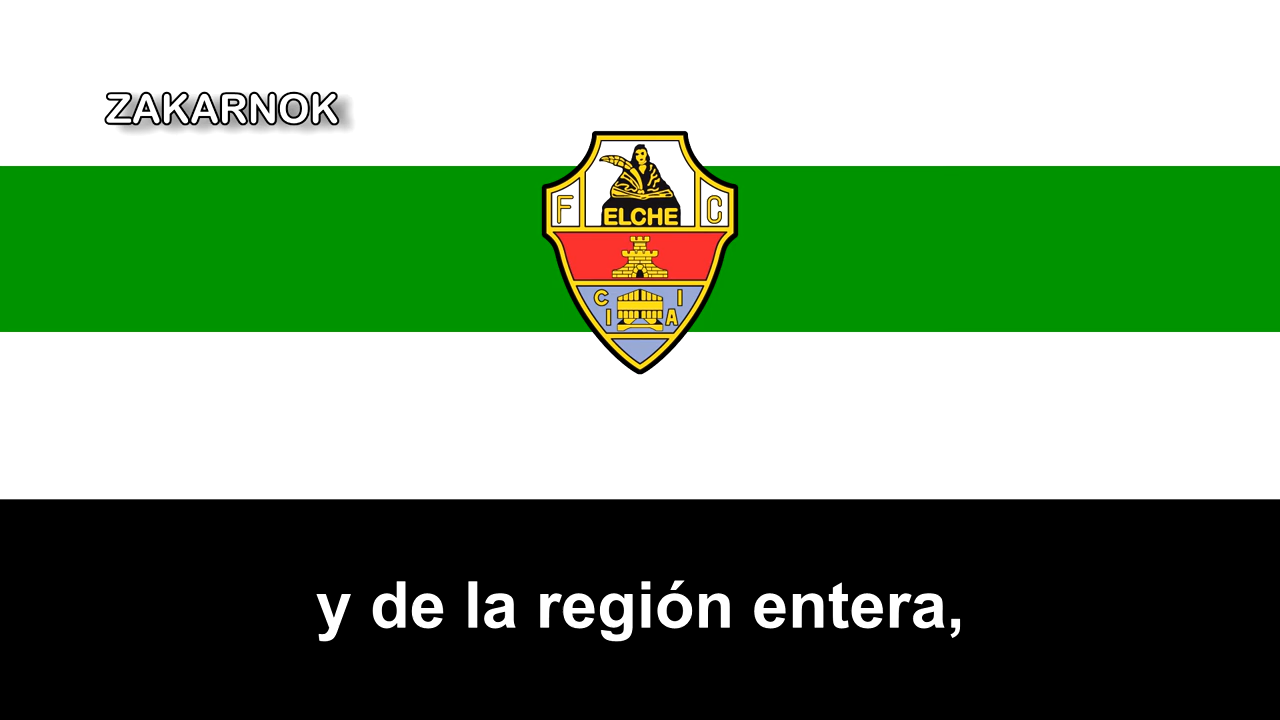 ZAKARNOK
F C
ELCHE
C I
I A
y de la región entera,